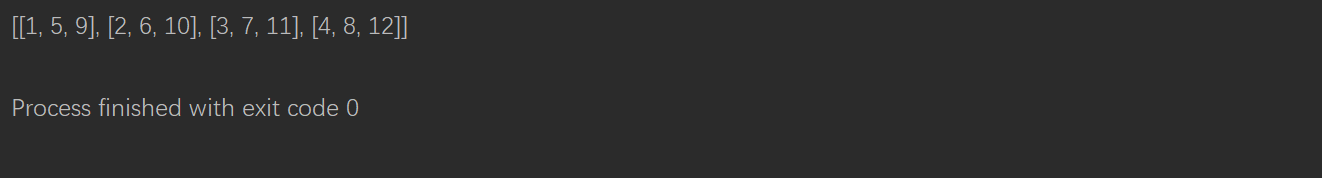 [[1, 5, 9], [2, 6, 10], [3, 7, 11], [4, 8, 12]]
Process finished with exit code 0